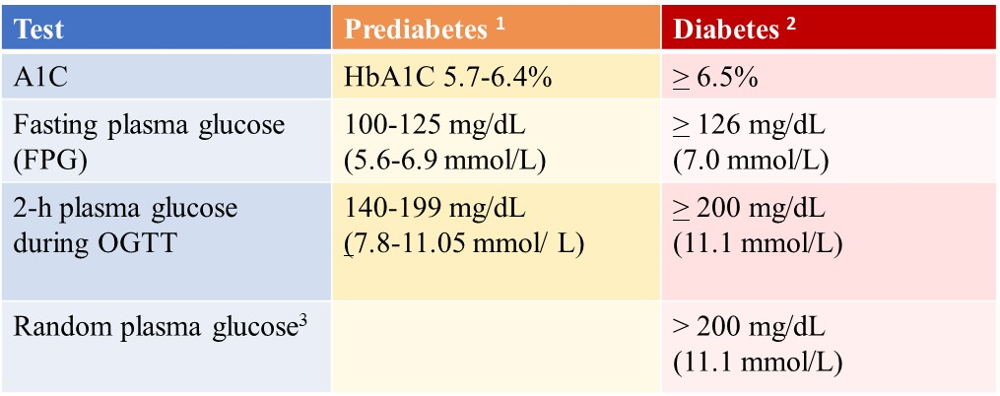 Test Prediabetes ¹ Diabetes ²
A1C HbA1C 5.7-6.4% ≥ 6.5%
Fasting plasma glucose 100-125 mg/dL ≥ 126 mg/dL
(FPG) (5.6-6.9 mmol/L) (7.0 mmol/L)
2-h plasma glucose 140-199 mg/dL ≥ 200 mg/dL
during OGTT (7.8-11.05 mmol/ L) (11.1 mmol/L)
Random plasma glucose³ > 200 mg/dL
(11.1 mmol/L)